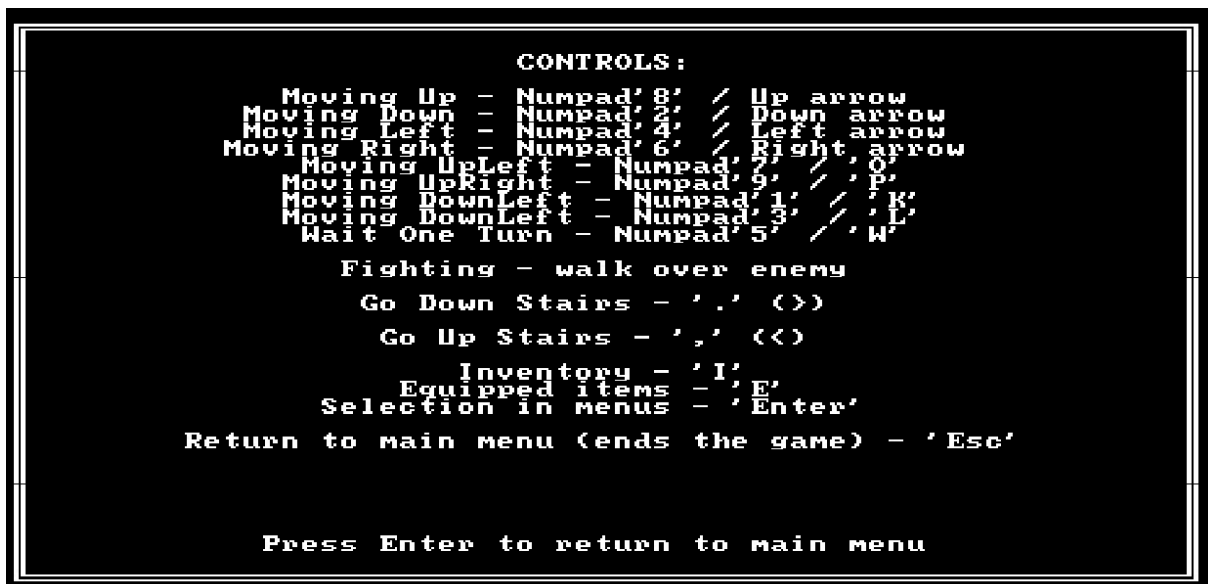 CONTROLS:
Moving Up - Numpad'8' / Up arrow
Moving Down - Numpad'2' / Down arrow
Moving Left - Numpad'4' / Left arrow
Moving Right - Numpad'6' / Right arrow
Moving UpLeft - Numpad'7' / 'O'
Moving UpRight - Numpad'9' / 'P'
Moving DownLeft - Numpad'1' / 'K'
Moving DownLeft - Numpad'3' / 'L'
Wait One Turn - Numpad'5' / 'W'
Fighting - walk over enemy
Go Down Stairs - '.' (>)
Go Up Stairs - ',' (<)
Inventory - 'I'
Equipped items - 'E'
Selection in menus - 'Enter'
Return to main menu (ends the game) - 'Esc'
Press Enter to return to main menu